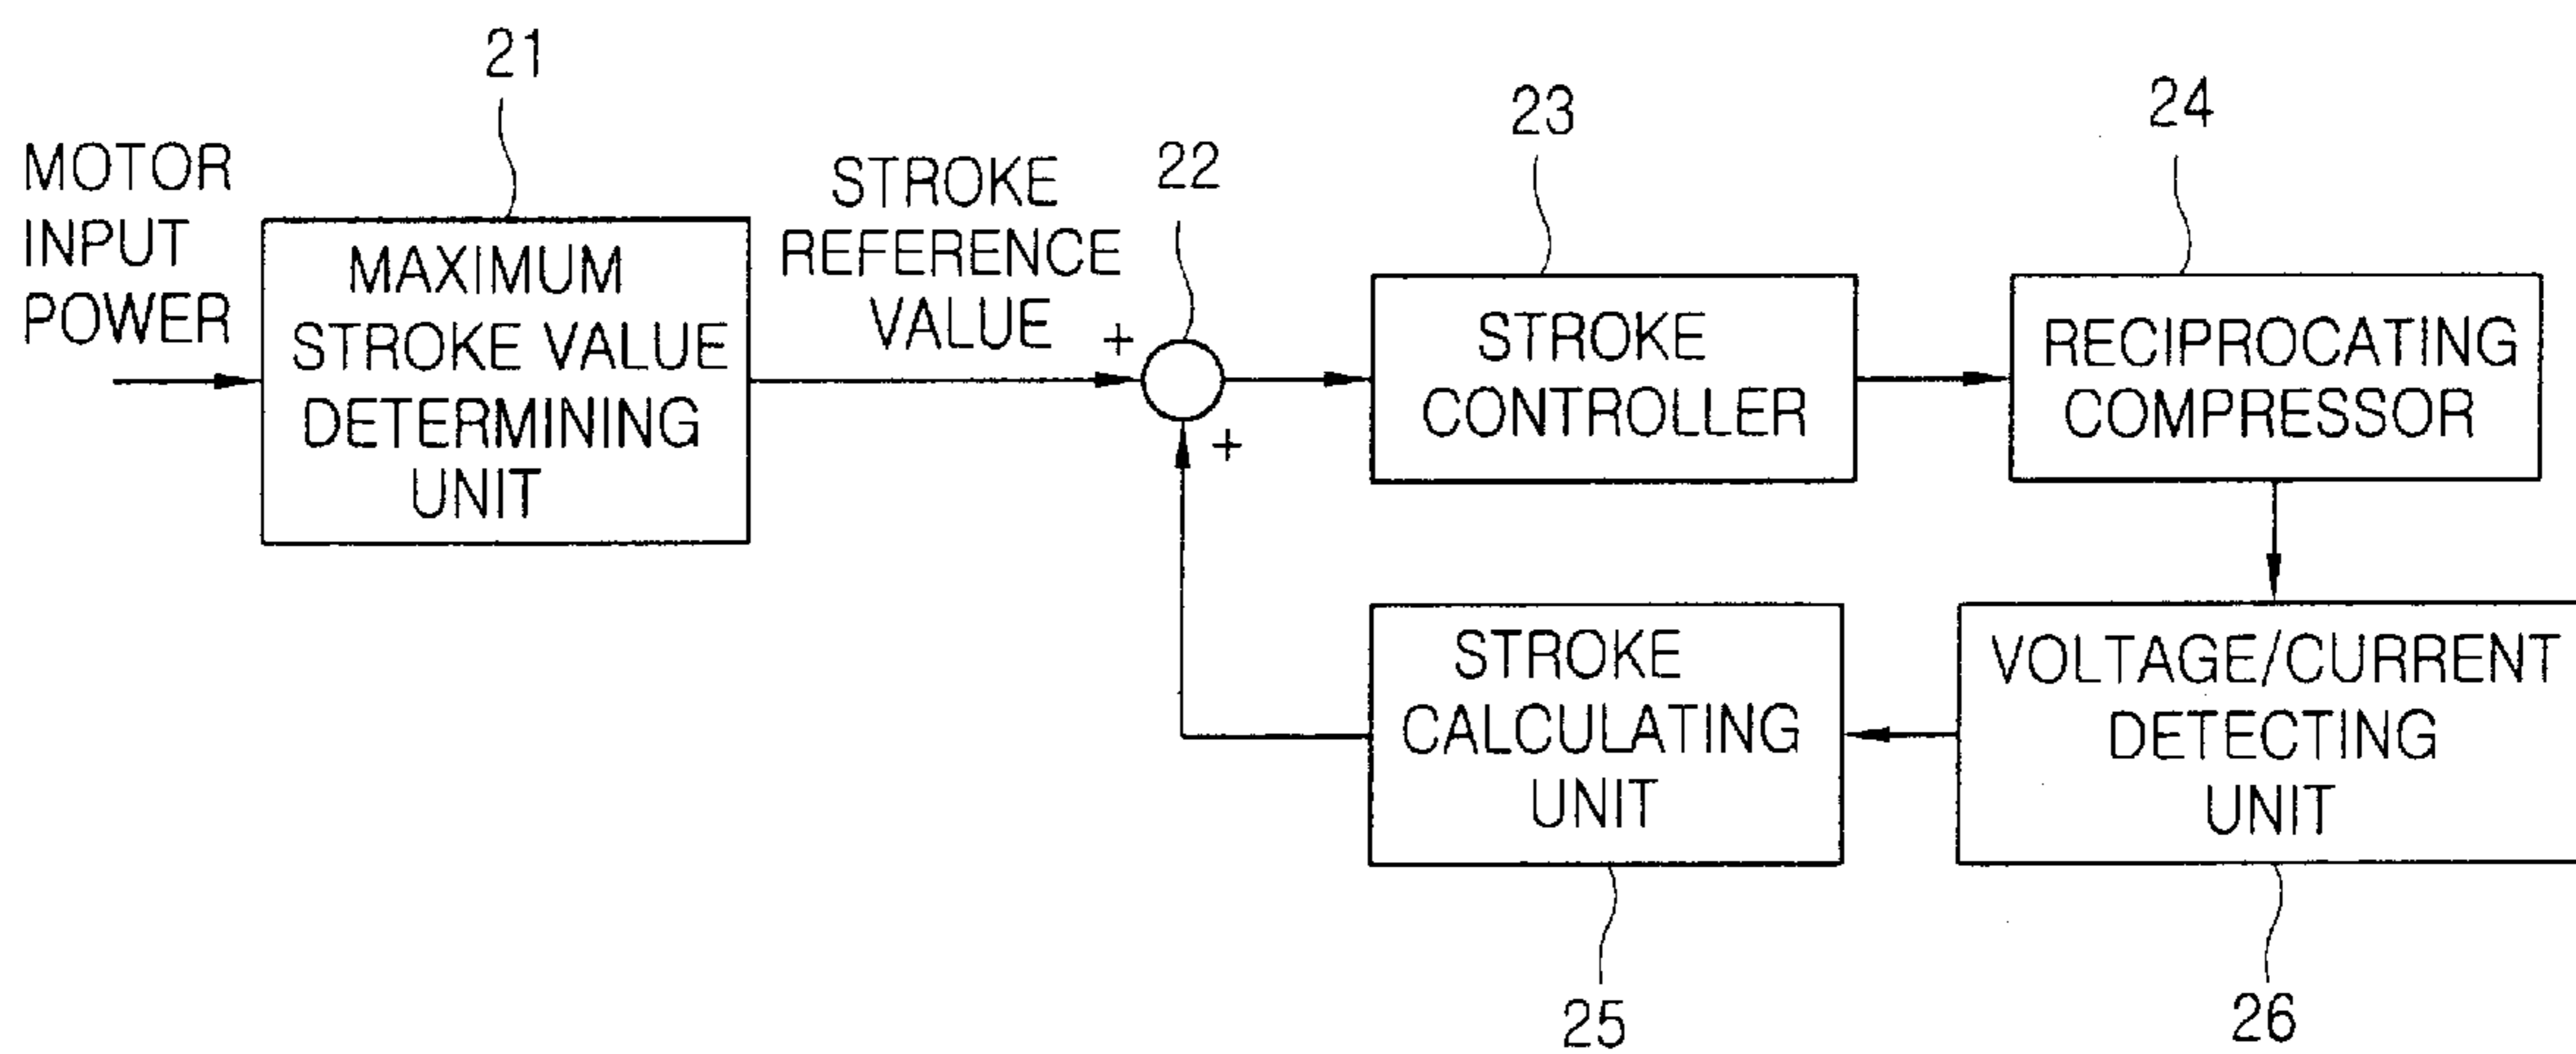 21
MOTOR
INPUT
POWER
MAXIMUM
STROKE VALUE
DETERMINING
UNIT
STROKE
REFERENCE
VALUE
+
22
+
23
STROKE
CONTROLLER
24
RECIPROCATING
COMPRESSOR
STROKE
CALCULATING
UNIT
25
VOLTAGE/CURRENT
DETECTING
UNIT
26